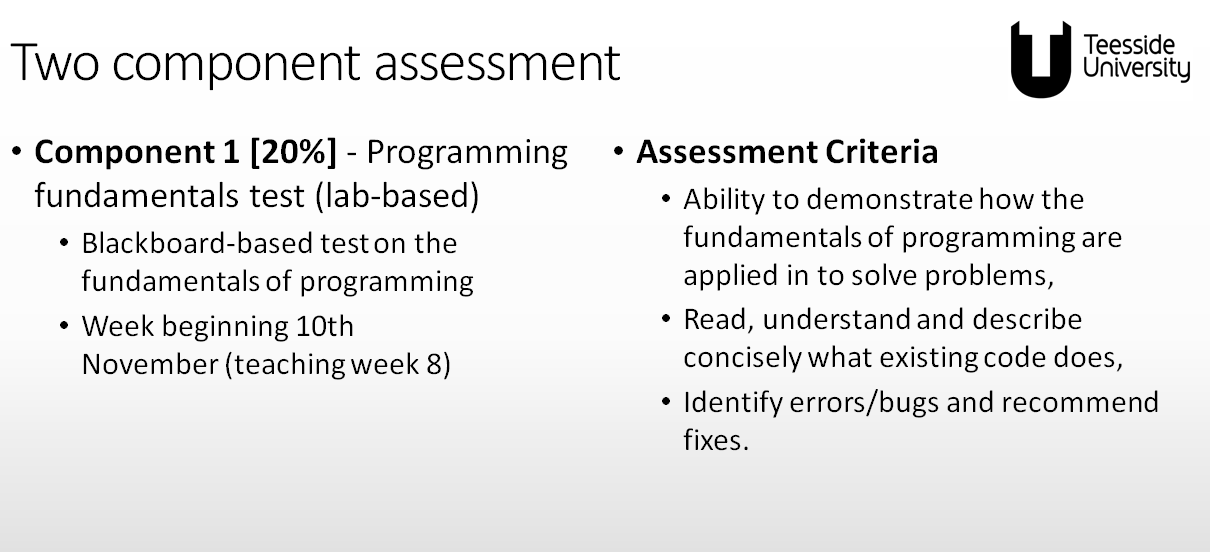 Two component assessment
Teesside
University
• Component 1 [20%] - Programming
fundamentals test (lab-based)
• Blackboard-based test on the
fundamentals of programming
• Week beginning 10th
November (teaching week 8)
• Assessment Criteria
• Ability to demonstrate how the
fundamentals of programming are
applied in to solve problems,
• Read, understand and describe
concisely what existing code does,
• Identify errors/bugs and recommend
fixes.